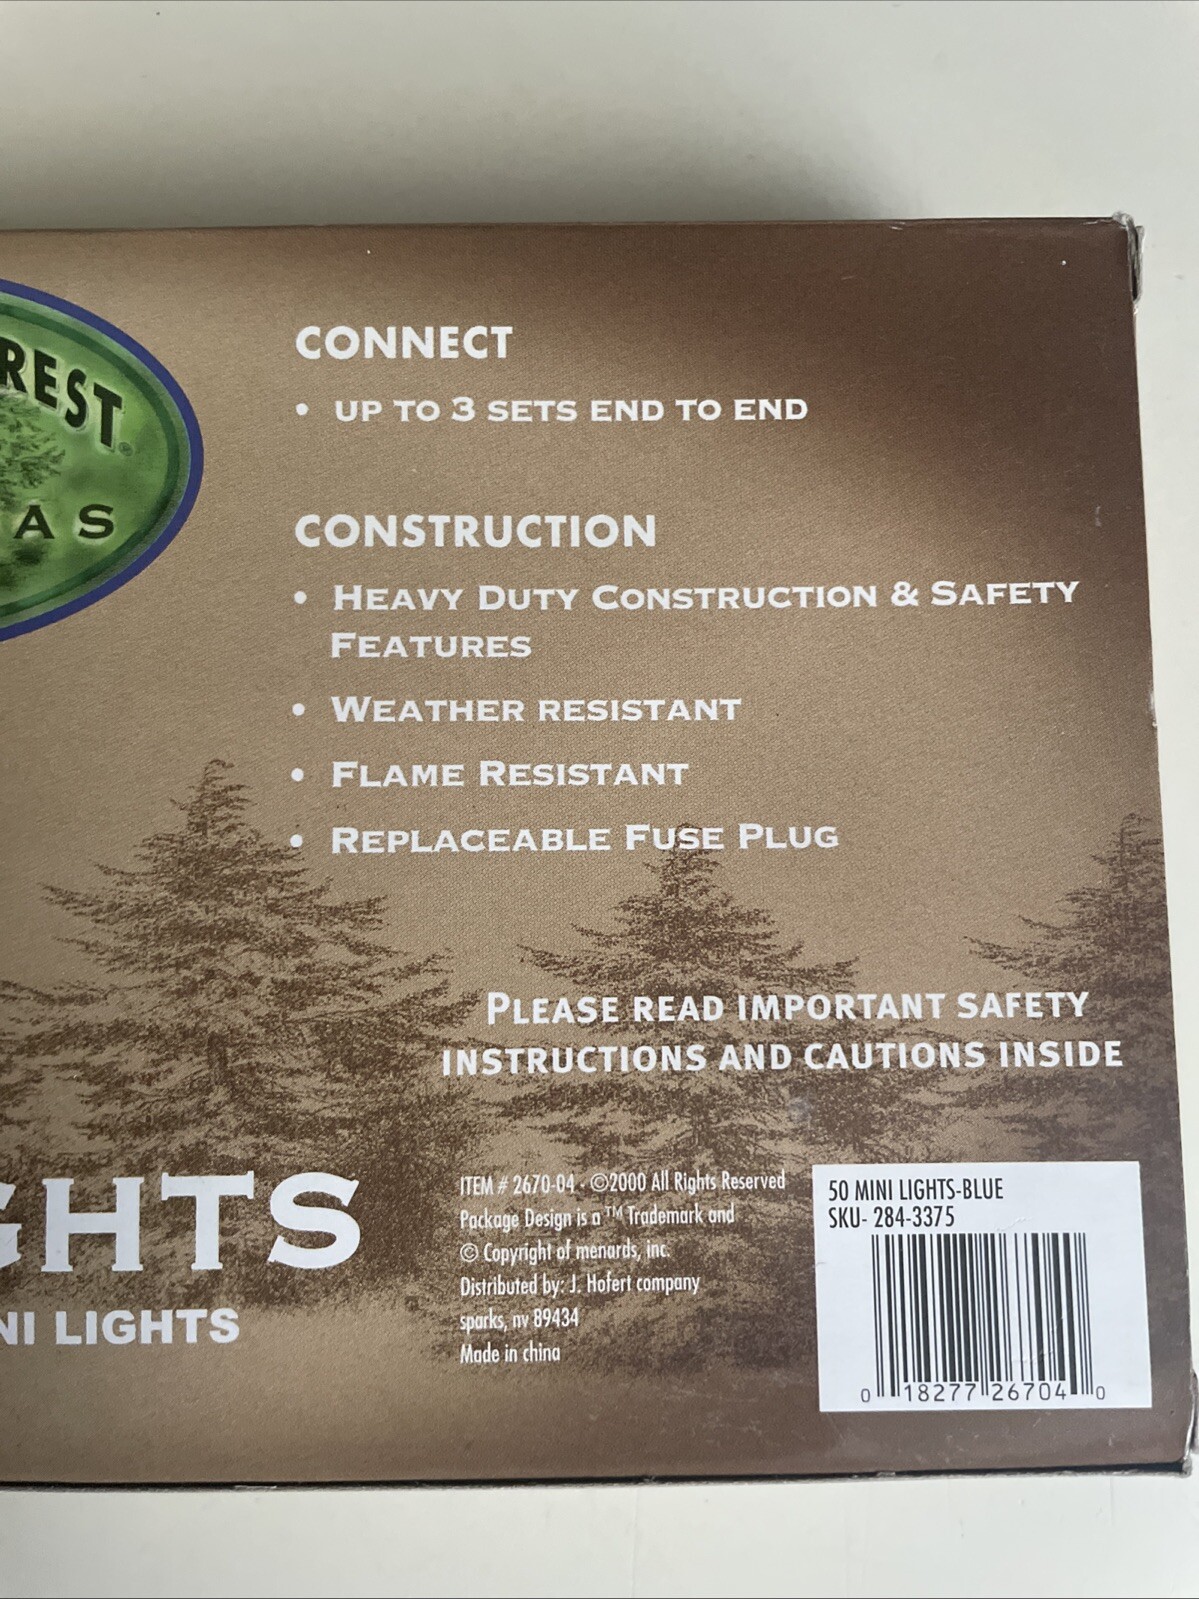 REST®
AS
CONNECT
• UP TO 3 SETS END TO END
CONSTRUCTION
• HEAVY DUTY CONSTRUCTION & SAFETY
FEATURES
• WEATHER RESISTANT
• FLAME RESISTANT
• REPLACEABLE FUSE PLUG
PLEASE READ IMPORTANT SAFETY
INSTRUCTIONS AND CAUTIONS INSIDE
GHTS
NI LIGHTS
ITEM # 2670-04 - ©2000 All Rights Reserved
Package Design is a ™ Trademark and
© Copyright of menards, inc.
Distributed by: J. Hofert company
sparks, nv 89434
Made in china
50 MINI LIGHTS-BLUE
SKU- 284-3375
0 18277 26704 0